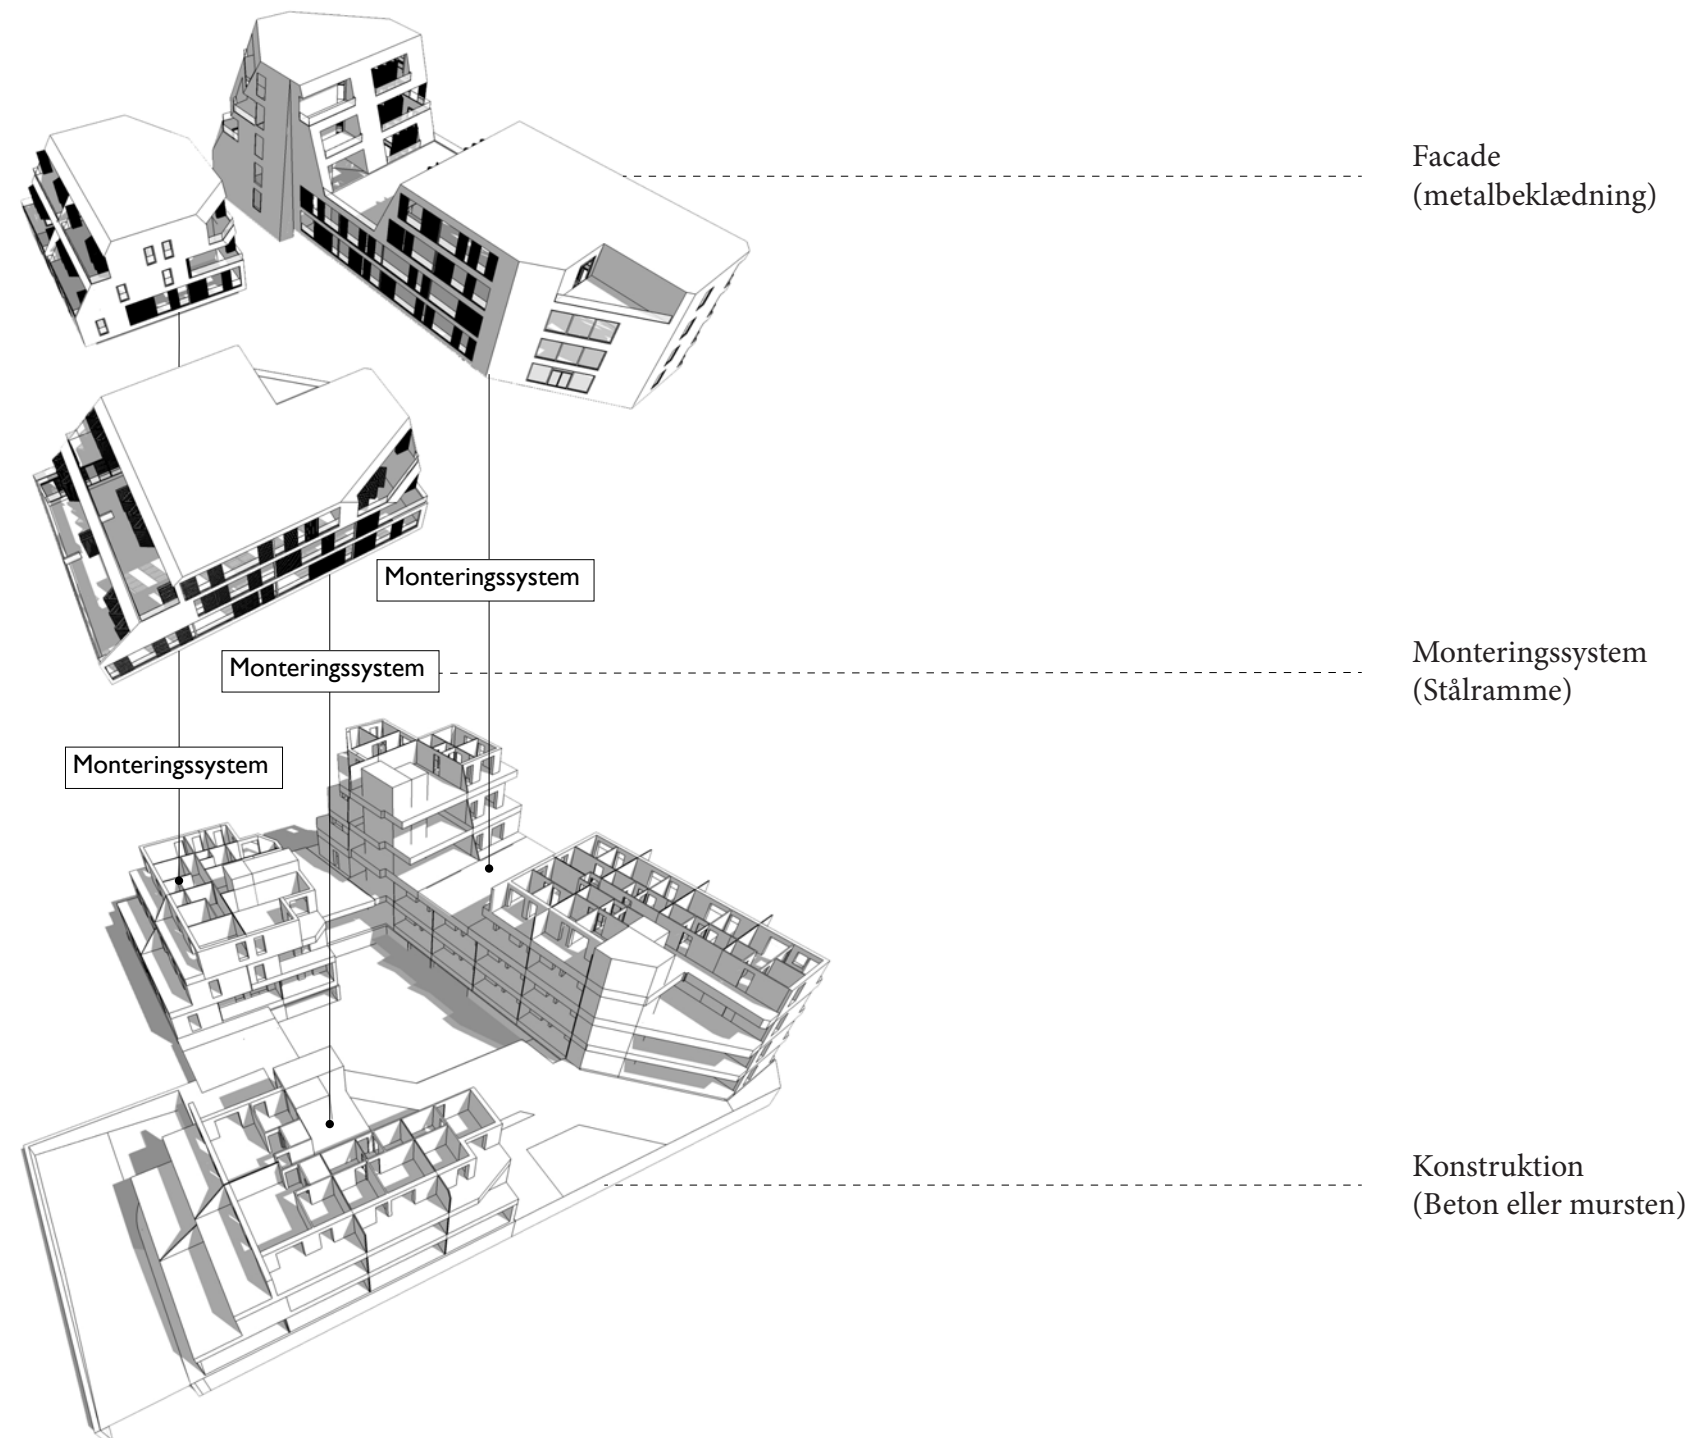 Facade
(metalbeklædning)
Monteringssystem
Monteringssystem
Monteringssystem
(Stålramme)
Monteringssystem
Konstruktion
(Beton eller mursten)